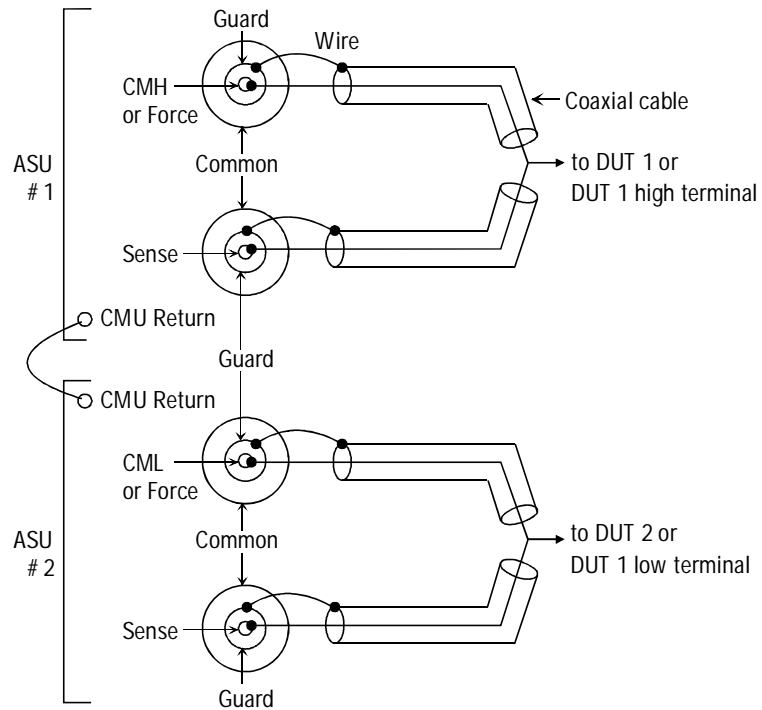 Guard
Wire
CMH
or Force
Coaxial cable
ASU
# 1
Common
to DUT 1 or
DUT 1 high terminal
Sense
CMU Return
Guard
CMU Return
CML
or Force
ASU
# 2
Common
to DUT 2 or
DUT 1 low terminal
Sense
Guard